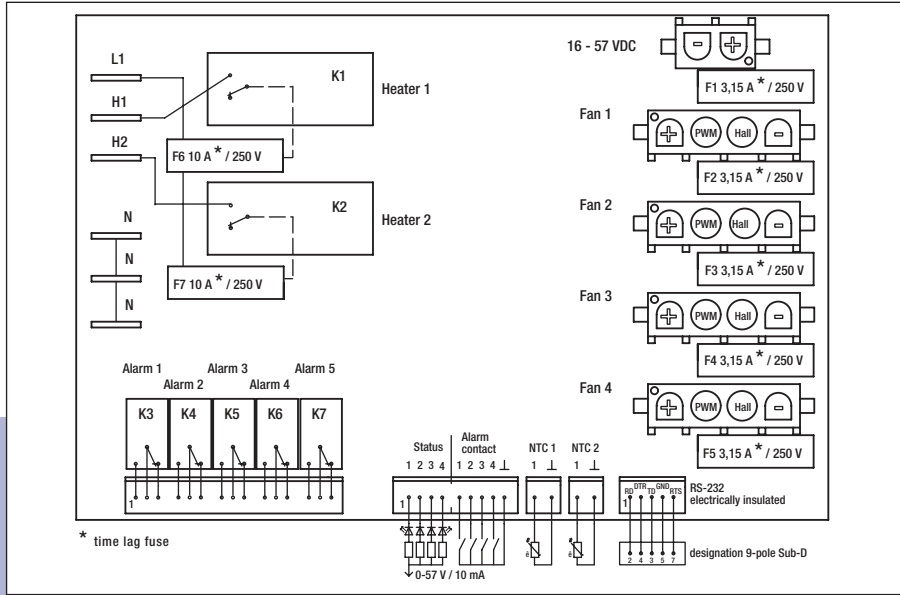 16 - 57 VDC
- +
F1 3,15 A * / 250 V
L1
H1
H2
K1
Heater 1
F6 10 A * / 250 V
K2
Heater 2
F7 10 A * / 250 V
N
N
N
Fan 1
+ PWM Hall -
F2 3,15 A * / 250 V
Fan 2
+ PWM Hall -
F3 3,15 A * / 250 V
Fan 3
+ PWM Hall -
F4 3,15 A * / 250 V
Fan 4
+ PWM Hall -
F5 3,15 A * / 250 V
Alarm 1 Alarm 3 Alarm 5
Alarm 2 Alarm 4
K3 K4 K5 K6 K7
1
Status
1 2 3 4
Alarm
contact
1 2 3 4 ⊥
1
0-57 V / 10 mA
NTC 1
1 ⊥
NTC 2
1 ⊥
RD DTR TD GND RTS
1
RS-232
electrically insulated
2 4 3 5 7
designation 9-pole Sub-D
* time lag fuse